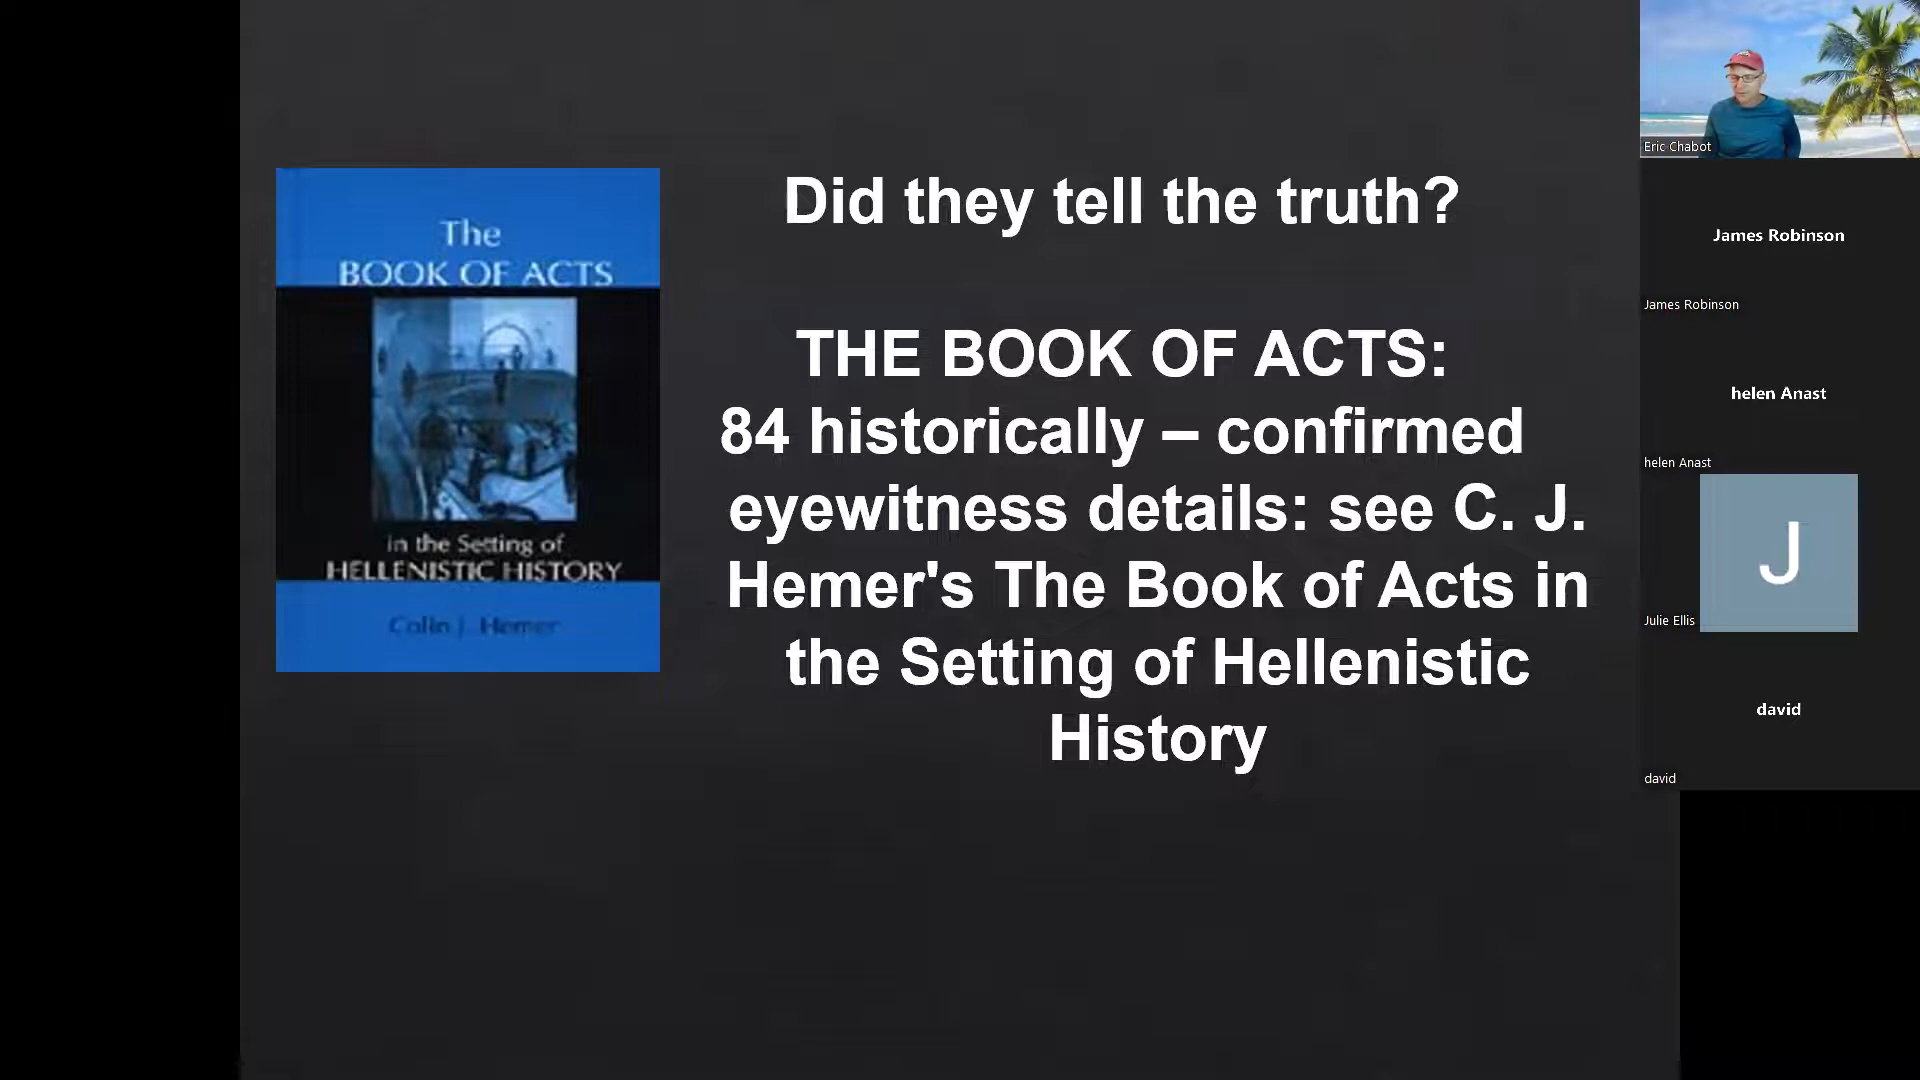 The
BOOK OF ACTS
in the Setting of
HELLENISTIC HISTORY
Colin J. Hemer
Did they tell the truth?
THE BOOK OF ACTS:
84 historically – confirmed
eyewitness details: see C. J.
Hemer's The Book of Acts in
the Setting of Hellenistic
History
Eric Chabot
James Robinson
James Robinson
helen Anast
helen Anast
J
Julie Ellis
david
david